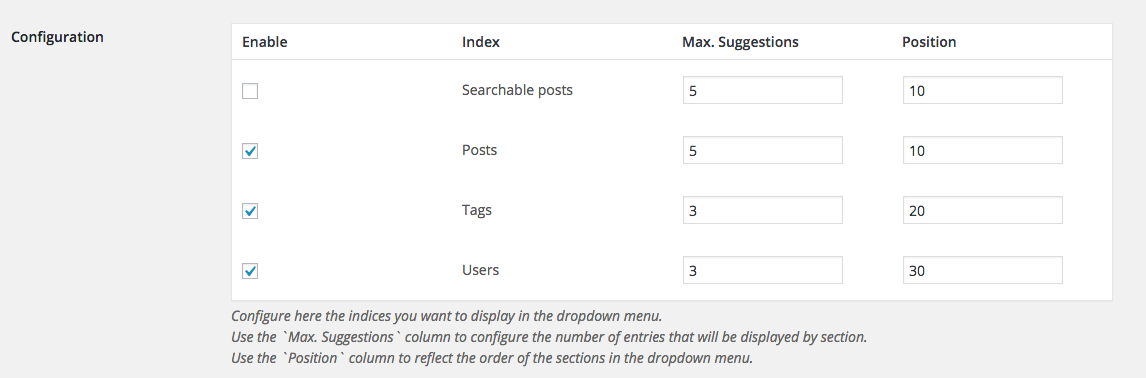 Configuration
Enable Index Max. Suggestions Position
Searchable posts 5 10
Posts 5 10
Tags 3 20
Users 3 30
Configure here the indices you want to display in the dropdown menu.
Use the `Max. Suggestions` column to configure the number of entries that will be displayed by section.
Use the `Position` column to reflect the order of the sections in the dropdown menu.